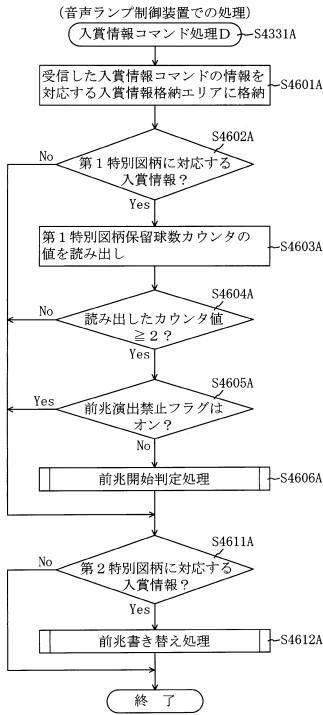 （音声ランプ制御装置での処理）
入賞情報コマンド処理D
S4331A
受信した入賞情報コマンドの情報を
対応する入賞情報格納エリアに格納
S4601A
S4602A
No
第１特別図柄に対応する
入賞情報？
Yes
第１特別図柄保留球数カウンタの
値を読み出し
S4603A
S4604A
No
読み出したカウンタ値
≧２？
Yes
S4605A
Yes
前兆演出禁止フラグは
オン？
No
前兆開始判定処理
S4606A
S4611A
No
第２特別図柄に対応する
入賞情報？
Yes
前兆書き替え処理
S4612A
終　了